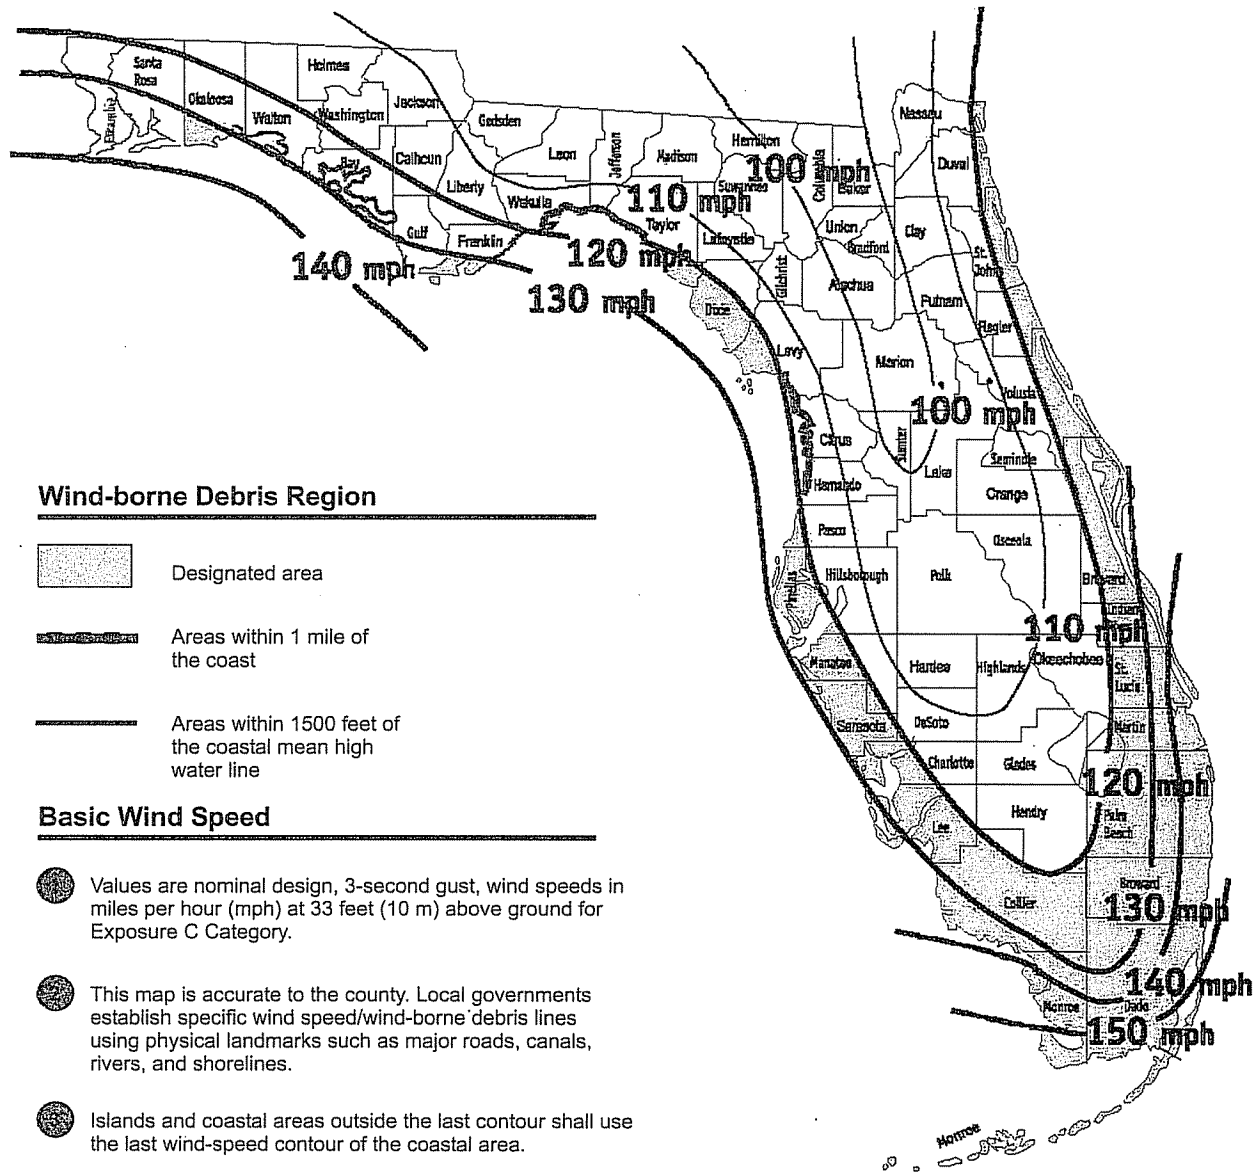 Holmes
Santa
Rosa
Okaloosa
Walton
Washington
Jackson
Escambia
Gadsden
Nassau
Hamilton
Leon
Jefferson
Madison
Columbia
Duval
Bay
Calhoun
100 mph
Baker
Liberty
Suwannee
Wakulla
110 mph
Taylor
Union
Bradford
Clay
Gulf
Franklin
Lafayette
120 mph
St.
Johns
140 mph
Gilchrist
Alachua
130 mph
Dixie
Putnam
Flagler
Levy
Marion
Volusia
100 mph
Citrus
Sumter
Lake
Seminole
Hernando
Orange
Pasco
Osceola
Pinellas
Hillsborough
Polk
Brevard
Indian
110 mph
Manatee
Hardee
Highlands
Okeechobee
St.
Lucie
Sarasota
DeSoto
Martin
Charlotte
Glades
120 mph
Lee
Hendry
Palm
Beach
Collier
Broward
130 mph
140 mph
Monroe
Dade
150 mph
Monroe
Wind-borne Debris Region
Designated area
Areas within 1 mile of
the coast
Areas within 1500 feet of
the coastal mean high
water line
Basic Wind Speed
1
Values are nominal design, 3-second gust, wind speeds in
miles per hour (mph) at 33 feet (10 m) above ground for
Exposure C Category.
2
This map is accurate to the county. Local governments
establish specific wind speed/wind-borne debris lines
using physical landmarks such as major roads, canals,
rivers, and shorelines.
3
Islands and coastal areas outside the last contour shall use
the last wind-speed contour of the coastal area.